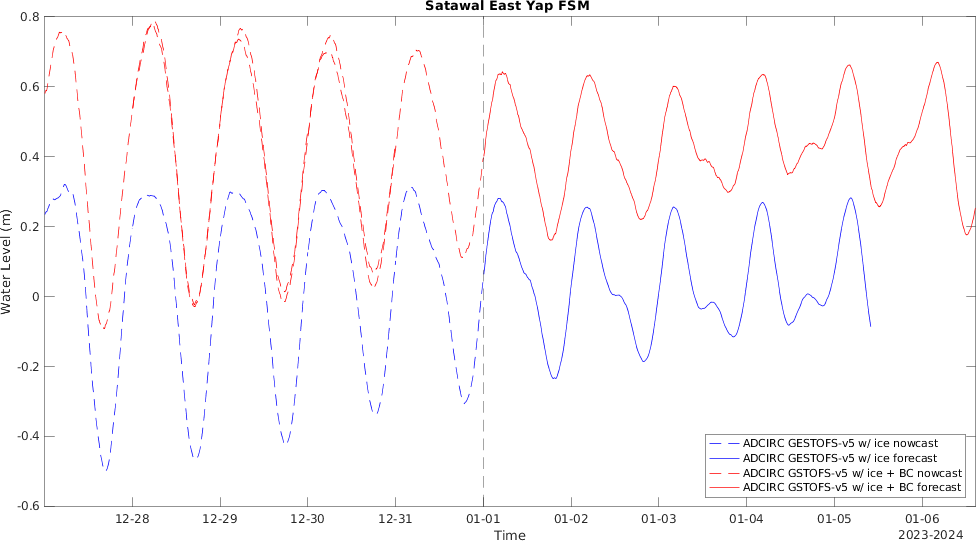 Satawal East Yap FSM
0.8
0.6
0.4
0.2
0
-0.2
-0.4
-0.6
Water Level (m)
ADCIRC GESTOFS-v5 w/ ice nowcast
ADCIRC GESTOFS-v5 w/ ice forecast
ADCIRC GSTOFS-v5 w/ ice + BC nowcast
ADCIRC GSTOFS-v5 w/ ice + BC forecast
12-28 12-29 12-30 12-31 01-01 01-02 01-03 01-04 01-05 01-06
Time
2023-2024